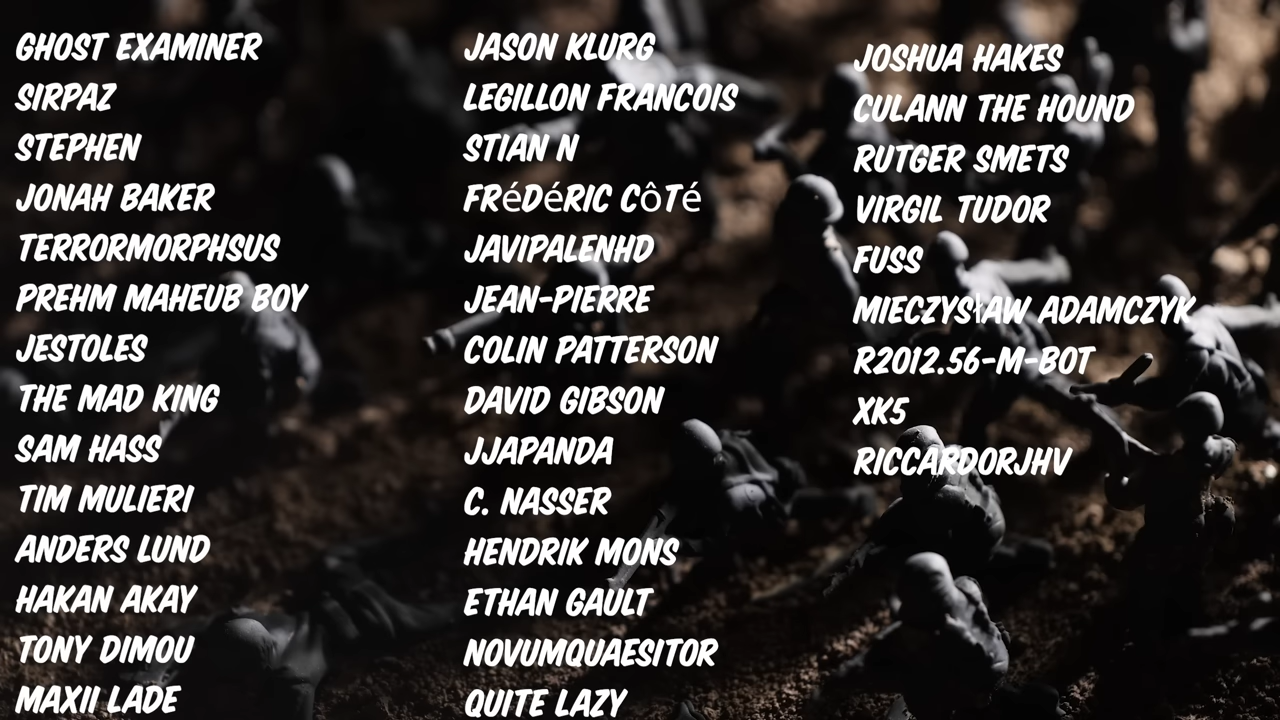 GHOST EXAMINER
SIRPAZ
STEPHEN
JONAH BAKER
TERRORMORPHSUS
PREHM MAHEUB BOY
JESTOLES
THE MAD KING
SAM HASS
TIM MULIERI
ANDERS LUND
HAKAN AKAY
TONY DIMOU
MAXII LADE
JASON KLURG
LEGILLON FRANCOIS
STIAN N
FRéDéRIC CôTé
JAVIPALENHD
JEAN-PIERRE
COLIN PATTERSON
DAVID GIBSON
JJAPANDA
C. NASSER
HENDRIK MONS
ETHAN GAULT
NOVUMQUAESITOR
QUITE LAZY
JOSHUA HAKES
CULANN THE HOUND
RUTGER SMETS
VIRGIL TUDOR
FUSS
MIECZYSłAW ADAMCZYK
R2012.56-M-BOT
XK5
RICCARDORJHV